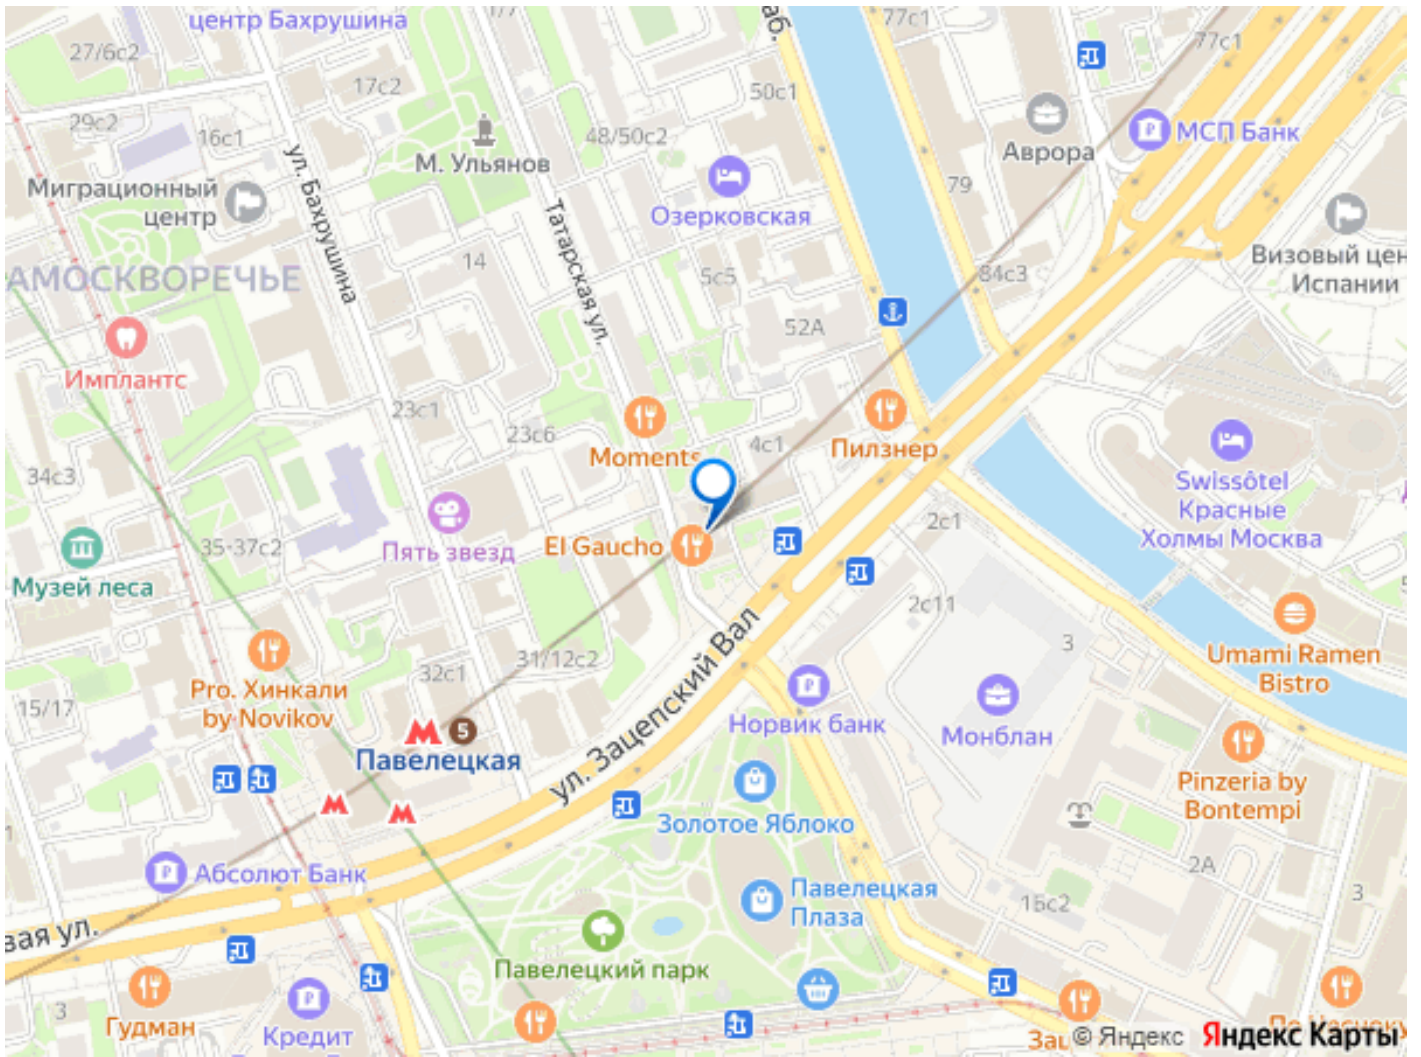 центр Бахрушина
77с1
77с1
27/6с2
17с2
50с1
29с2
16с1
48/50с2
М. Ульянов
Аврора
МСП Банк
Миграционный
центр
ул. Бахрушина
Татарская ул.
Озерковская
79
Визовый цен
Испании
АМОСКВОРЕЧЬЕ
14
5с5
84с3
52А
Имплантс
23с1
23с6
Moments
4с1
Пилзнер
34с3
Swissôtel
Красные
Холмы Москва
Музей леса
35-37с2
Пять звезд
El Gaucho
2с1
2с11
3
Pro. Хинкали
by Novikov
32с1
31/12с2
ул. Зацепский Вал
Норвик банк
Монблан
Umami Ramen
Bistro
15/17
5
Павелецкая
Pinzeria by
Bontempi
Золотое Яблоко
Абсолют Банк
Павелецкая
Плаза
2А
3
1Бс2
вая ул.
Павелецкий парк
3
Гудман
Кредит
© Яндекс
Яндекс Карты